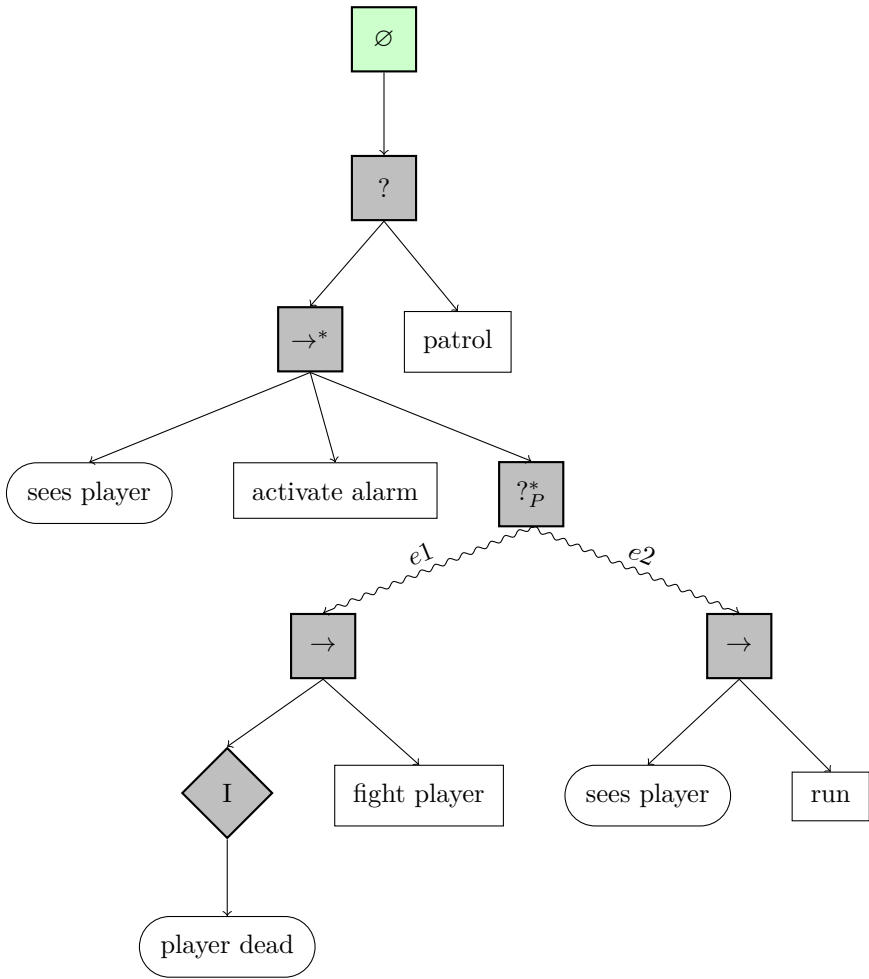 ∅
?
→*
patrol
sees player
activate alarm
?*P
e1
e2
→
→
I
fight player
sees player
run
player dead